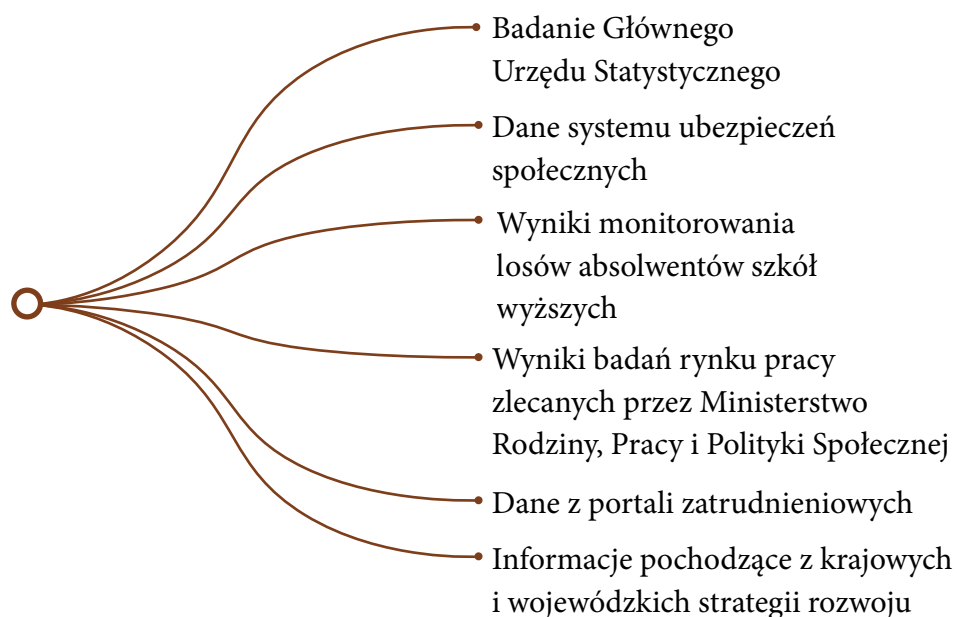 Badanie Głównego
Urzędu Statystycznego
Dane systemu ubezpieczeń
społecznych
Wyniki monitorowania
losów absolwentów szkół
wyższych
Wyniki badań rynku pracy
zlecanych przez Ministerstwo
Rodziny, Pracy i Polityki Społecznej
Dane z portali zatrudnieniowych
Informacje pochodzące z krajowych
i wojewódzkich strategii rozwoju